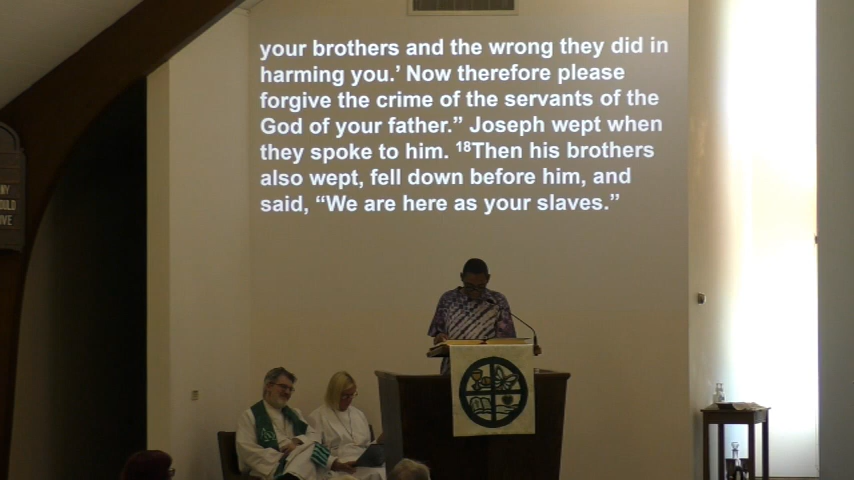 your brothers and the wrong they did in
harming you.’ Now therefore please
forgive the crime of the servants of the
God of your father.” Joseph wept when
they spoke to him. ¹⁸Then his brothers
also wept, fell down before him, and
said, “We are here as your slaves.”